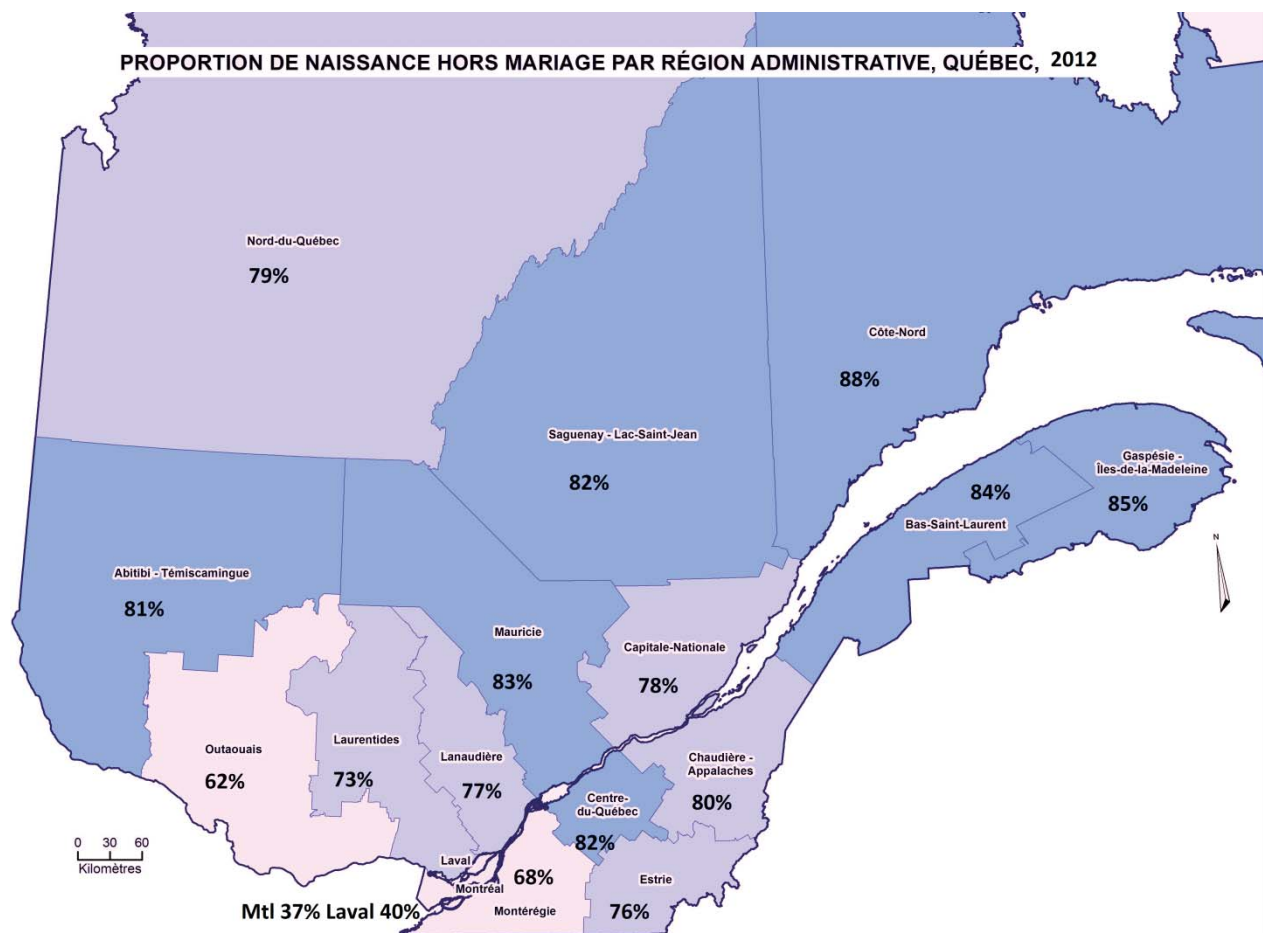 PROPORTION DE NAISSANCE HORS MARIAGE PAR RÉGION ADMINISTRATIVE, QUÉBEC, 2012
Nord-du-Québec
79%
Côte-Nord
88%
Saguenay - Lac-Saint-Jean
82%
Gaspésie -
Îles-de-la-Madeleine
85%
84%
Bas-Saint-Laurent
N
Abitibi - Témiscamingue
81%
Mauricie
83%
Capitale-Nationale
78%
Outaouais
62%
Laurentides
73%
Lanaudière
77%
Chaudière -
Appalaches
80%
Centre-
du-Québec
82%
0 30 60
Kilomètres
Laval
Montréal
68%
Montérégie
Estrie
76%
Mtl 37% Laval 40%